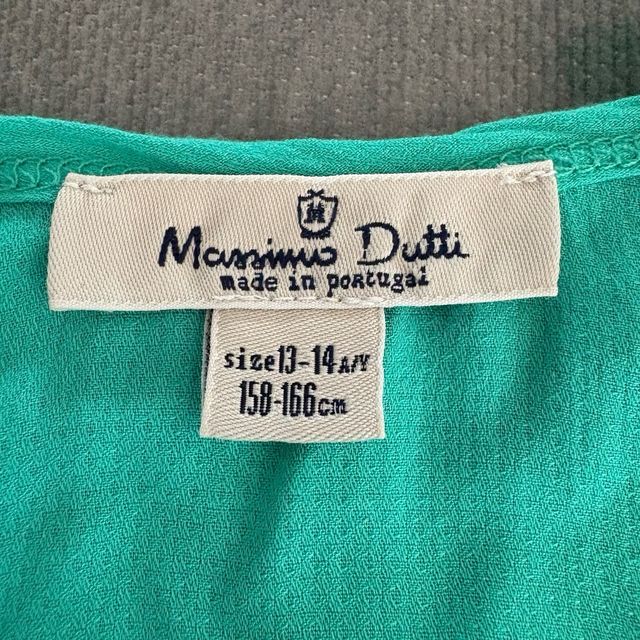 Massimo Dutti
made in portugal
size 13-14 A/Y
158-166cm